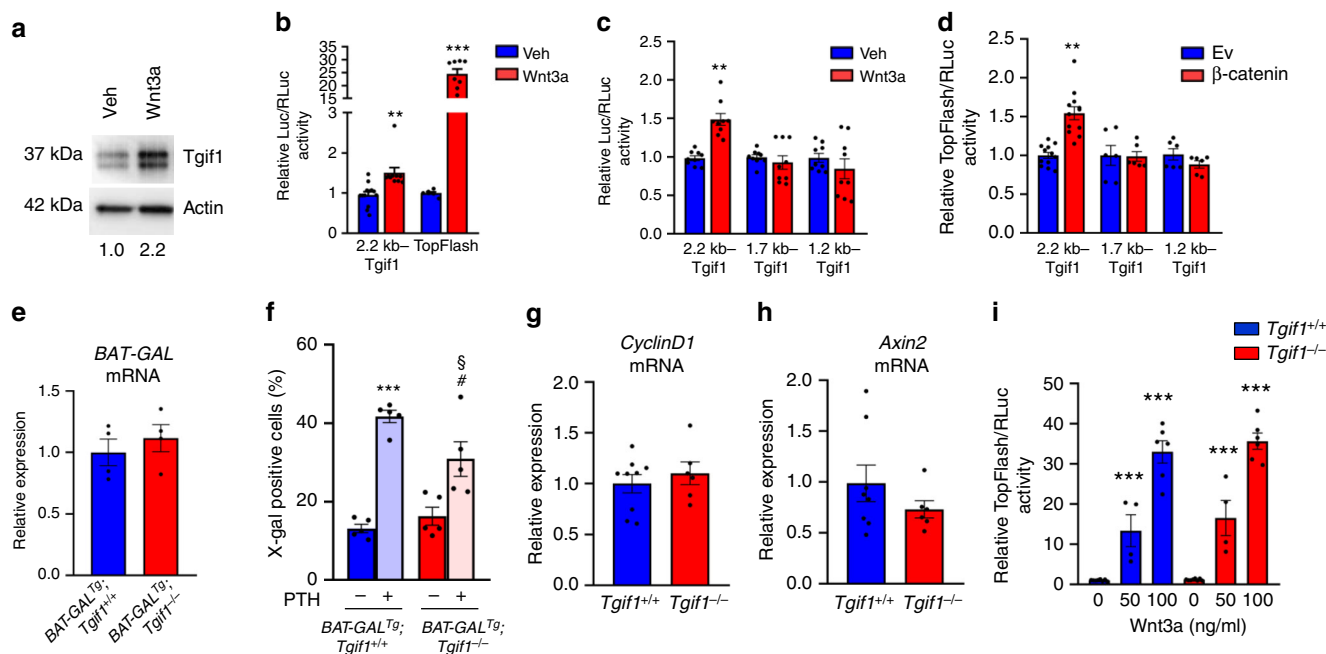 a
Veh
Wnt3a
37 kDa
Tgif1
42 kDa
Actin
1.0
2.2
b
Relative Luc/RLuc
activity
35
30
25
20
15
10
3
2
1
0
**
***
Veh
Wnt3a
2.2 kb–
Tgif1
TopFlash
c
Relative Luc/RLuc
activity
2.5
2.0
1.5
1.0
0.5
0.0
**
Veh
Wnt3a
2.2 kb–
Tgif1
1.7 kb–
Tgif1
1.2 kb–
Tgif1
d
Relative TopFlash/RLuc
activity
2.5
2.0
1.5
1.0
0.5
0.0
**
Ev
β-catenin
2.2 kb–
Tgif1
1.7 kb–
Tgif1
1.2 kb–
Tgif1
e
BAT-GAL
mRNA
Relative expression
1.5
1.0
0.5
0.0
BAT-GALTg;
Tgif1+/+
BAT-GALTg;
Tgif1–/–
f
X-gal positive cells (%)
60
40
20
0
***
§
#
PTH
– + – +
BAT-GALTg;
Tgif1+/+
BAT-GALTg;
Tgif1–/–
g
CyclinD1
mRNA
Relative expression
2.0
1.5
1.0
0.5
0.0
Tgif1+/+
Tgif1–/–
h
Axin2
mRNA
Relative expression
2.0
1.5
1.0
0.5
0.0
Tgif1+/+
Tgif1–/–
i
Tgif1+/+
Tgif1–/–
Relative TopFlash/RLuc
activity
50
40
30
20
10
0
***
***
***
***
0 50 100 0 50 100
Wnt3a (ng/ml)